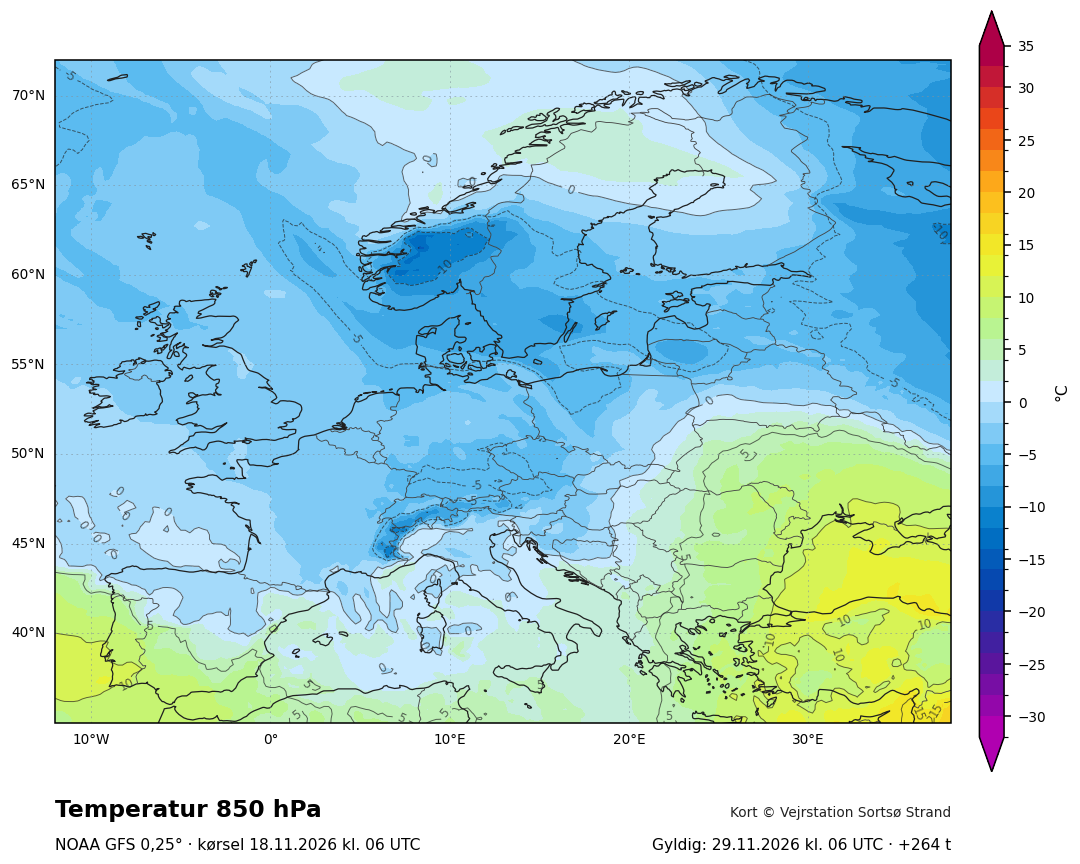 70°N
65°N
60°N
55°N
50°N
45°N
40°N
10°W
0°
10°E
20°E
30°E
35
30
25
20
15
10
5
0
−5
−10
−15
−20
−25
−30
°C
Temperatur 850 hPa
Kort © Vejrstation Sortsø Strand
NOAA GFS 0,25° · kørsel 18.11.2026 kl. 06 UTC
Gyldig: 29.11.2026 kl. 06 UTC · +264 t